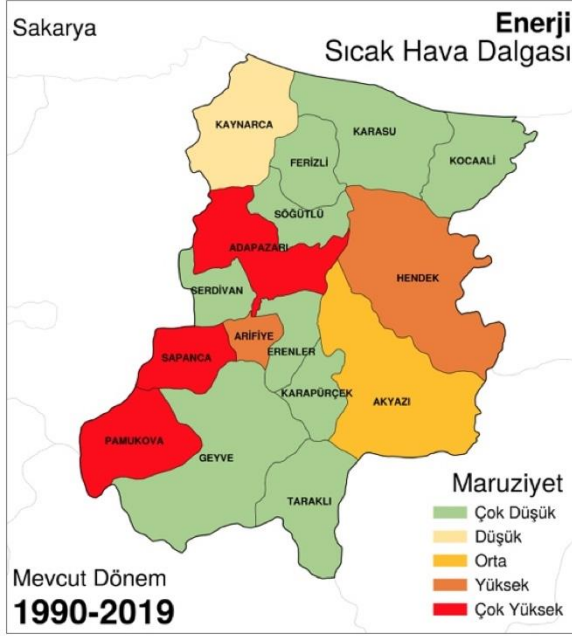 Sakarya
Enerji
Sıcak Hava Dalgası
KAYNARCA
KARASU
FERİZLİ
KOCAALİ
SÖĞÜTLÜ
ADAPAZARI
HENDEK
SERDİVAN
ARİFİYE
ERENLER
SAPANCA
KARAPÜRÇEK
AKYAZI
PAMUKOVA
GEYVE
TARAKLI
Maruziyet
Çok Düşük
Düşük
Orta
Yüksek
Çok Yüksek
Mevcut Dönem
1990-2019